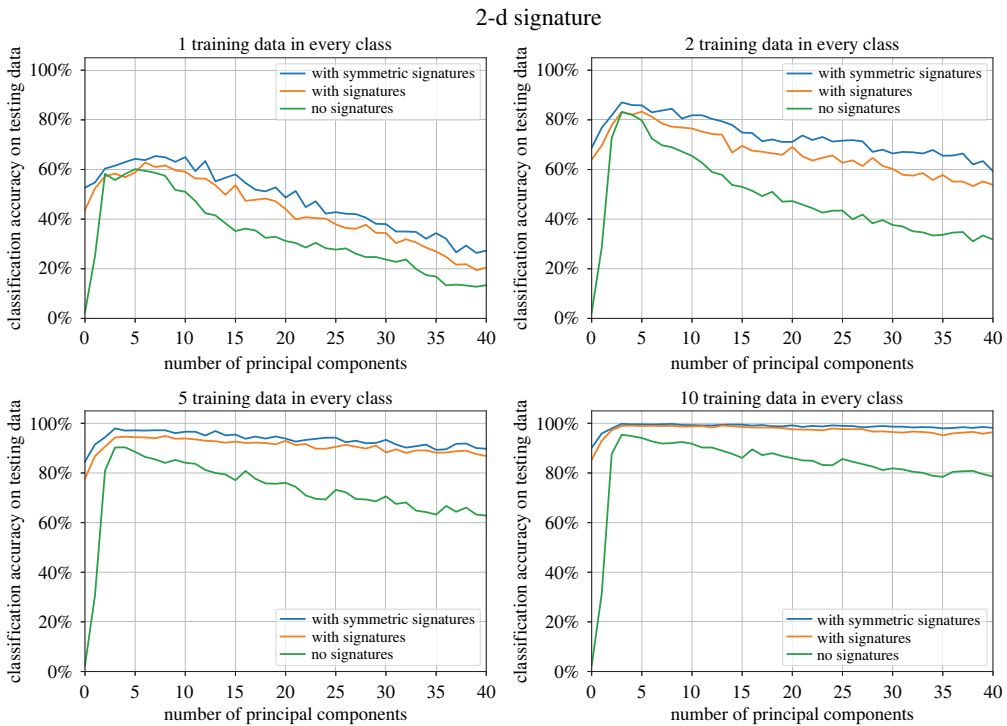 2-d signature
1 training data in every class
classification accuracy on testing data
100%
80%
60%
40%
20%
0%
with symmetric signatures
with signatures
no signatures
0 5 10 15 20 25 30 35 40
number of principal components
2 training data in every class
classification accuracy on testing data
100%
80%
60%
40%
20%
0%
with symmetric signatures
with signatures
no signatures
0 5 10 15 20 25 30 35 40
number of principal components
5 training data in every class
classification accuracy on testing data
100%
80%
60%
40%
20%
0%
with symmetric signatures
with signatures
no signatures
0 5 10 15 20 25 30 35 40
number of principal components
10 training data in every class
classification accuracy on testing data
100%
80%
60%
40%
20%
0%
with symmetric signatures
with signatures
no signatures
0 5 10 15 20 25 30 35 40
number of principal components